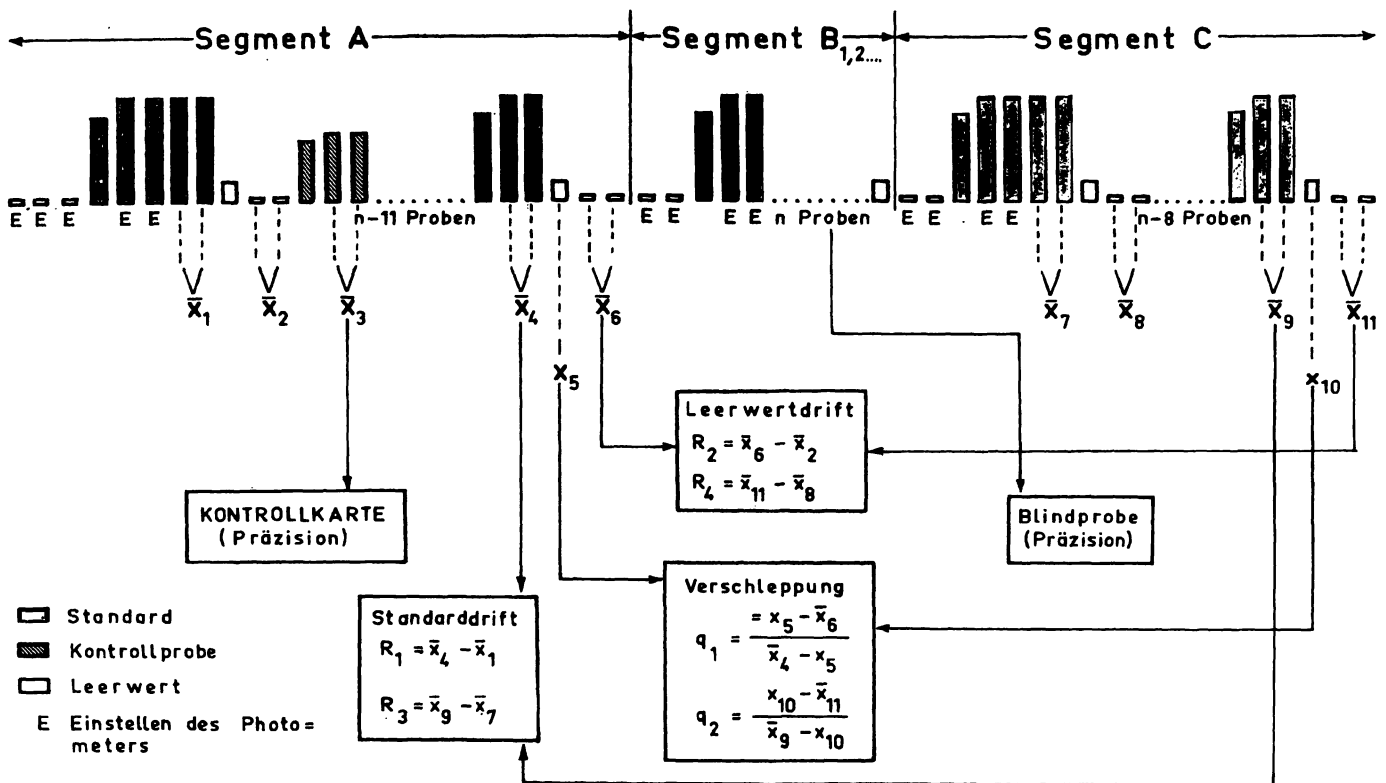 Segment A
Segment B1,2....
Segment C
E E E E E n-11 Proben E E E E n Proben E E E E n-8 Proben
x̄1 x̄2 x̄3 x̄4 x̄6 x̄7 x̄8 x̄9 x̄11
x5 x10
Leerwertdrift
R2 = x̄6 - x̄2
R4 = x̄11 - x̄8
KONTROLLKARTE
(Präzision)
Blindprobe
(Präzision)
Standarddrift
R1 = x̄4 - x̄1
R3 = x̄9 - x̄7
Verschleppung
q1 = = x5 - x̄6 / x̄4 - x5
q2 = x10 - x̄11 / x̄9 - x10
Standard
Kontrollprobe
Leerwert
E Einstellen des Photo=
meters